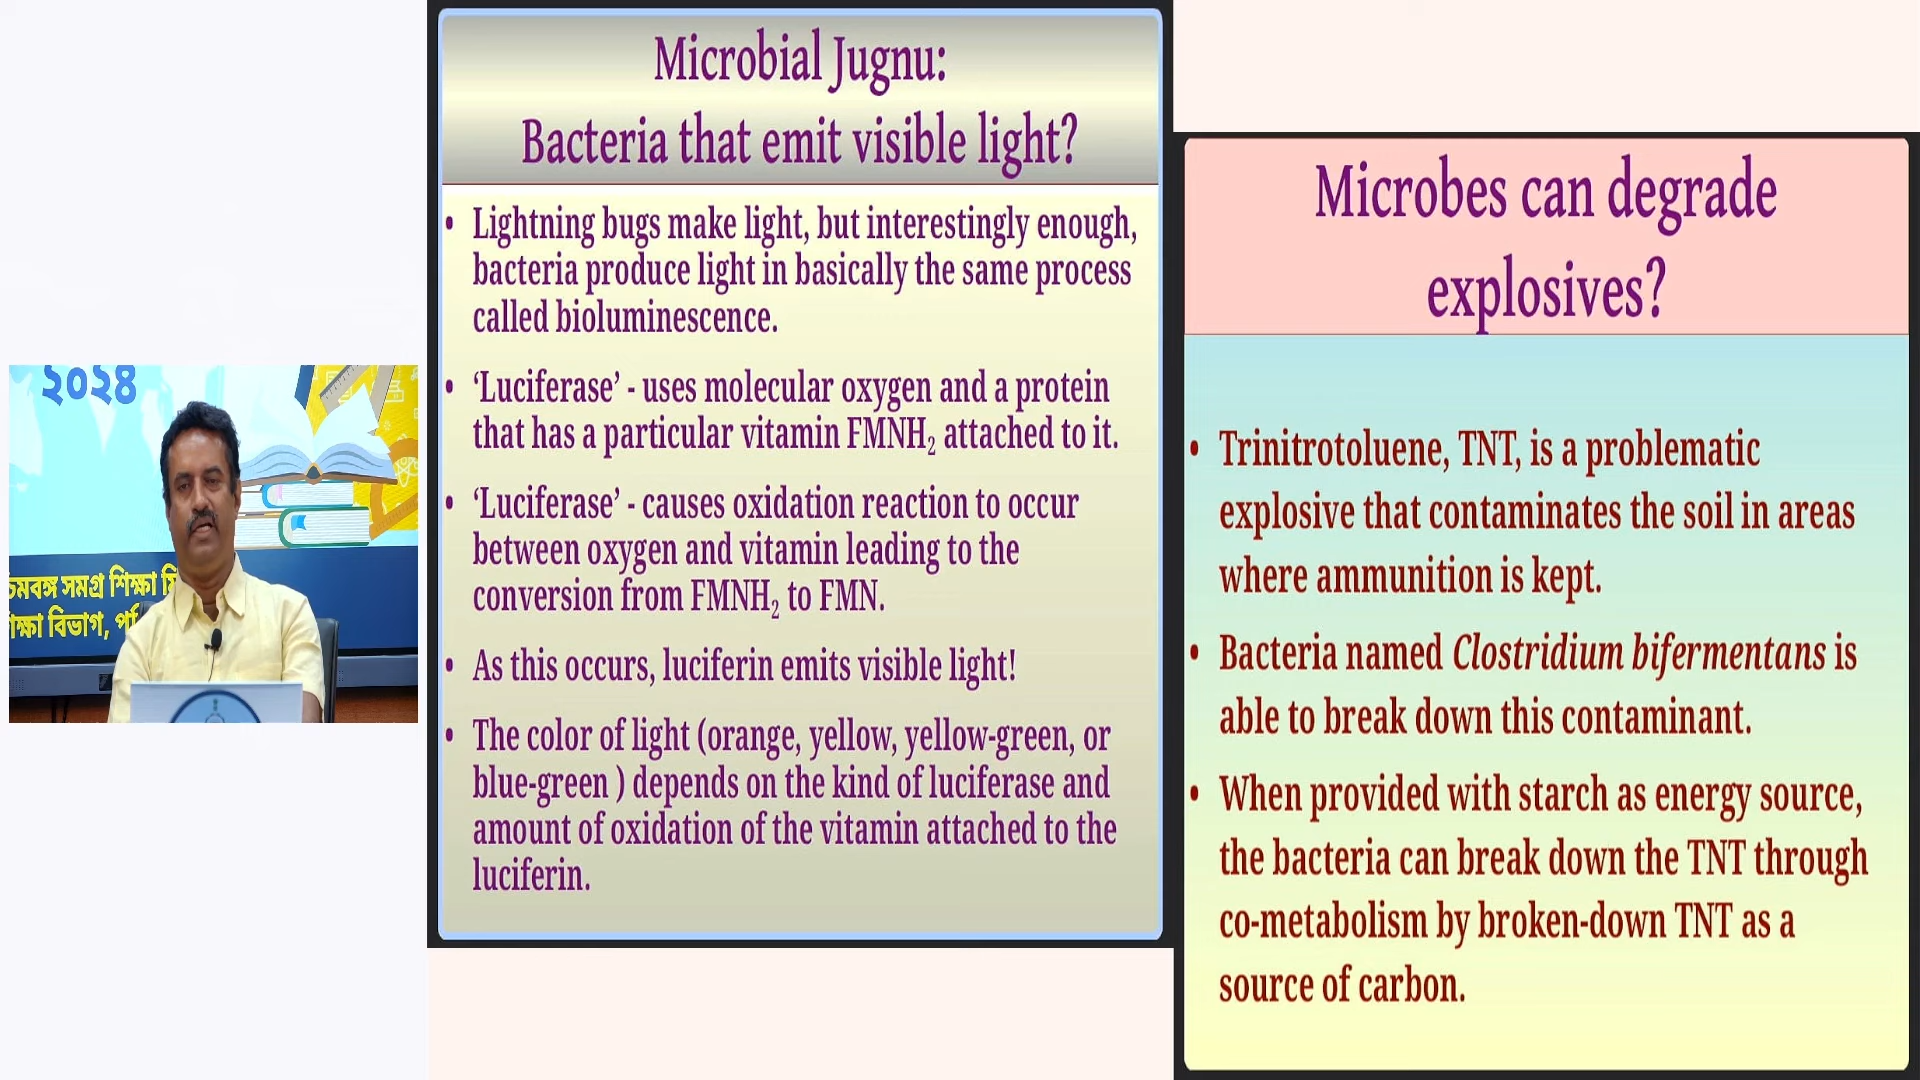 ২০২৪
সমগ্র শিক্ষা
বিভাগ,
Microbial Jugnu:
Bacteria that emit visible light?
• Lightning bugs make light, but interestingly enough,
bacteria produce light in basically the same process
called bioluminescence.
• ‘Luciferase’ - uses molecular oxygen and a protein
that has a particular vitamin FMNH₂ attached to it.
• ‘Luciferase’ - causes oxidation reaction to occur
between oxygen and vitamin leading to the
conversion from FMNH₂ to FMN.
• As this occurs, luciferin emits visible light!
• The color of light (orange, yellow, yellow-green, or
blue-green ) depends on the kind of luciferase and
amount of oxidation of the vitamin attached to the
luciferin.
Microbes can degrade
explosives?
• Trinitrotoluene, TNT, is a problematic
explosive that contaminates the soil in areas
where ammunition is kept.
• Bacteria named Clostridium bifermentans is
able to break down this contaminant.
• When provided with starch as energy source,
the bacteria can break down the TNT through
co-metabolism by broken-down TNT as a
source of carbon.